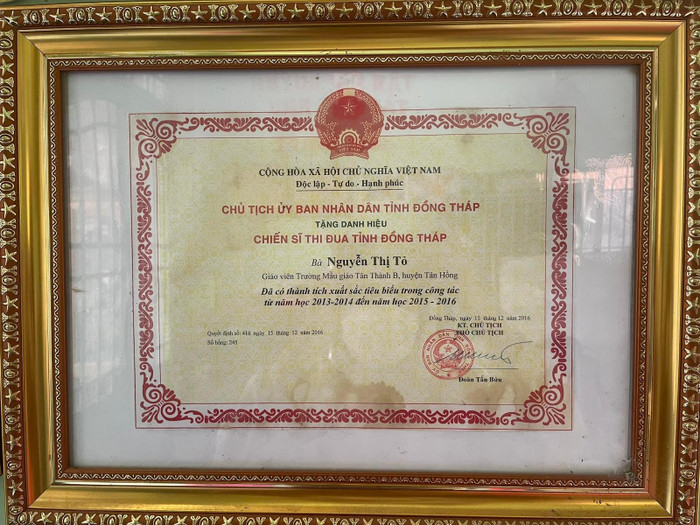 CỘNG HÒA XÃ HỘI CHỦ NGHĨA VIỆT NAM
Độc lập - Tự do - Hạnh phúc
CHỦ TỊCH ỦY BAN NHÂN DÂN TỈNH ĐỒNG THÁP
TẶNG DANH HIỆU
CHIẾN SĨ THI ĐUA TỈNH ĐỒNG THÁP
Bà Nguyễn Thị Tô
Giáo viên Trường Mẫu giáo Tân Thành B, huyện Tân Hồng
Đã có thành tích xuất sắc tiêu biểu trong công tác
từ năm học 2013-2014 đến năm học 2015 - 2016
Đồng Tháp, ngày 15 tháng 12 năm 2016
Quyết định số: 416 ngày 15 tháng 12 năm 2016
Số bằng: 241
KT. CHỦ TỊCH
PHÓ CHỦ TỊCH
Đoàn Tấn Bửu